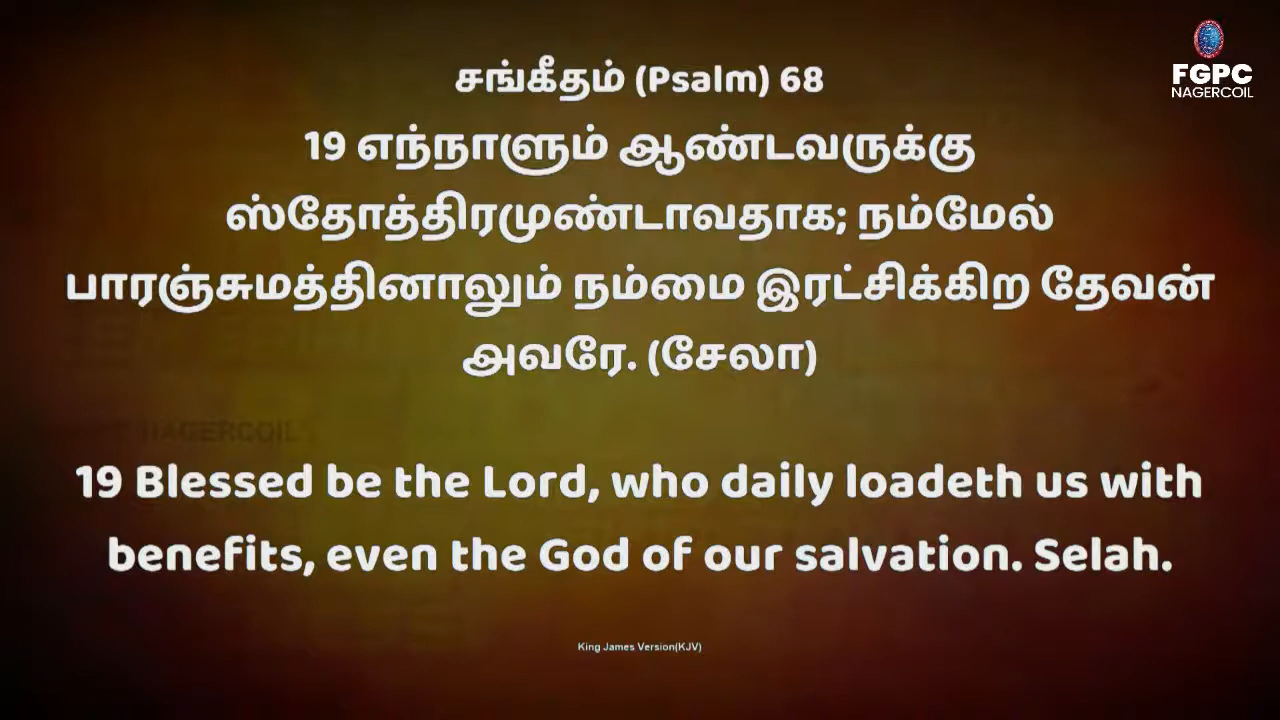 FGPC
NAGERCOIL
சங்கீதம் (Psalm) 68
19 எந்நாளும் ஆண்டவருக்கு
ஸ்தோத்திரமுண்டாவதாக; நம்மேல்
பாரஞ்சுமத்தினாலும் நம்மை இரட்சிக்கிற தேவன்
அவரே. (சேலா)
NAGERCOIL
19 Blessed be the Lord, who daily loadeth us with
benefits, even the God of our salvation. Selah.
King James Version(KJV)